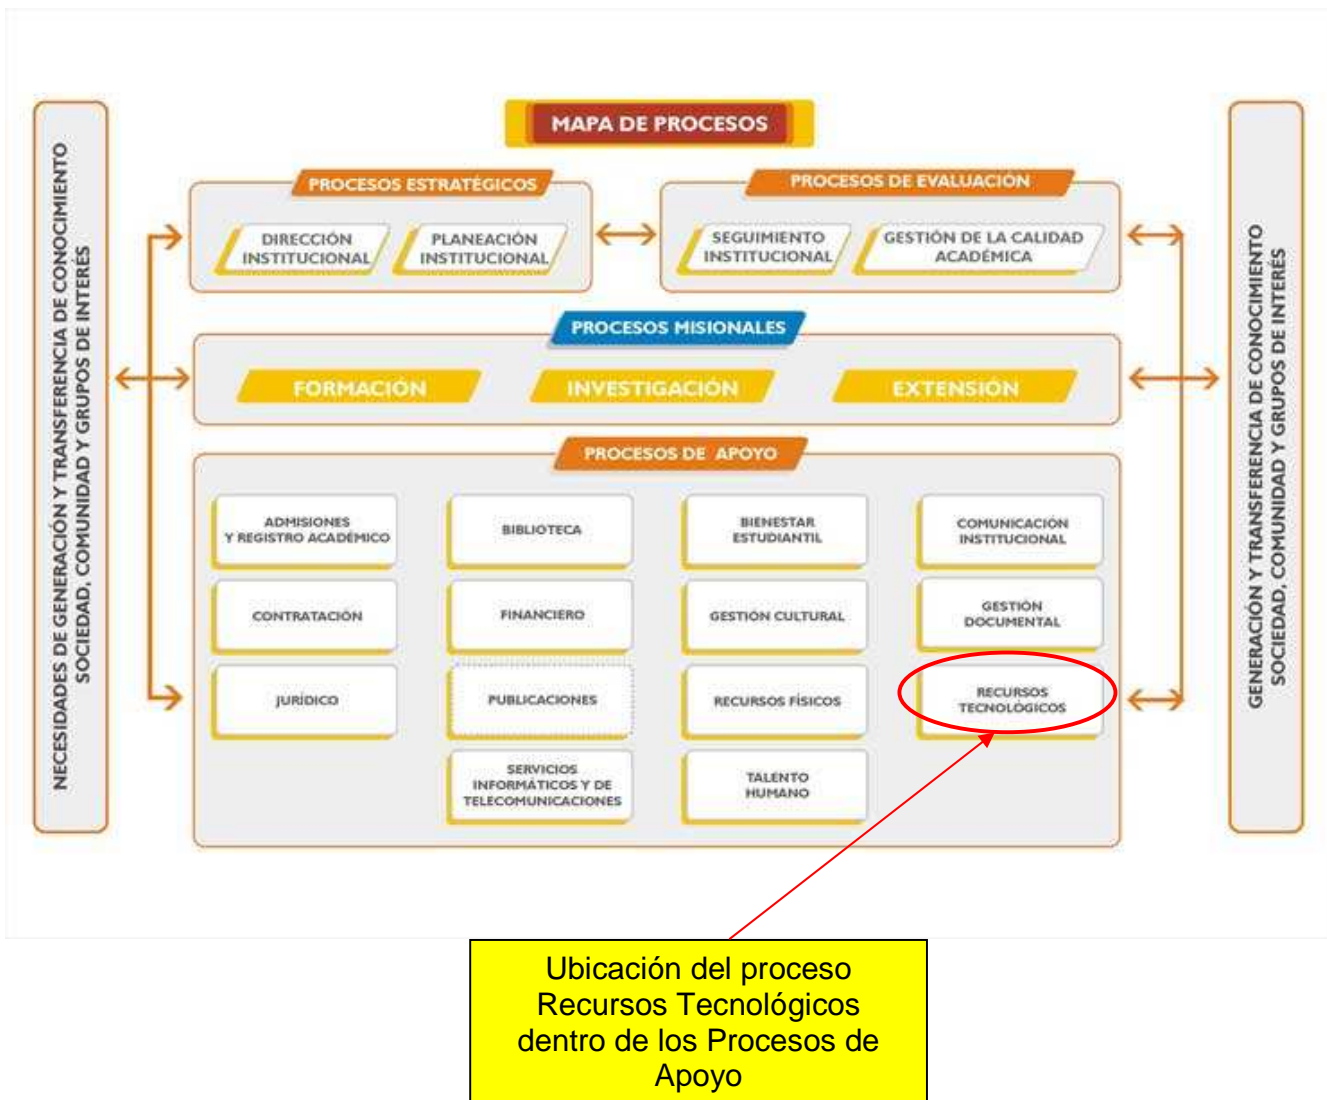 MAPA DE PROCESOS
NECESIDADES DE GENERACIÓN Y TRANSFERENCIA DE CONOCIMIENTO
SOCIEDAD, COMUNIDAD Y GRUPOS DE INTERÉS
PROCESOS ESTRATÉGICOS
DIRECCIÓN
INSTITUCIONAL
PLANEACIÓN
INSTITUCIONAL
PROCESOS DE EVALUACIÓN
SEGUIMIENTO
INSTITUCIONAL
GESTIÓN DE LA CALIDAD
ACADÉMICA
PROCESOS MISIONALES
FORMACIÓN
INVESTIGACIÓN
EXTENSIÓN
PROCESOS DE APOYO
ADMISIONES
Y REGISTRO ACADÉMICO
BIBLIOTECA
BIENESTAR
ESTUDIANTIL
COMUNICACIÓN
INSTITUCIONAL
CONTRATACIÓN
FINANCIERO
GESTIÓN CULTURAL
GESTIÓN
DOCUMENTAL
JURÍDICO
PUBLICACIONES
RECURSOS FÍSICOS
RECURSOS
TECNOLÓGICOS
SERVICIOS
INFORMÁTICOS Y DE
TELECOMUNICACIONES
TALENTO
HUMANO
GENERACIÓN Y TRANSFERENCIA DE CONOCIMIENTO
SOCIEDAD, COMUNIDAD Y GRUPOS DE INTERÉS
Ubicación del proceso
Recursos Tecnológicos
dentro de los Procesos de
Apoyo